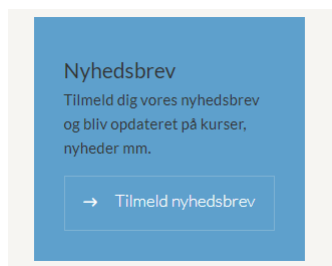 Nyhedsbrev
Tilmeld dig vores nyhedsbrev
og bliv opdateret på kurser,
nyheder mm.
→ Tilmeld nyhedsbrev